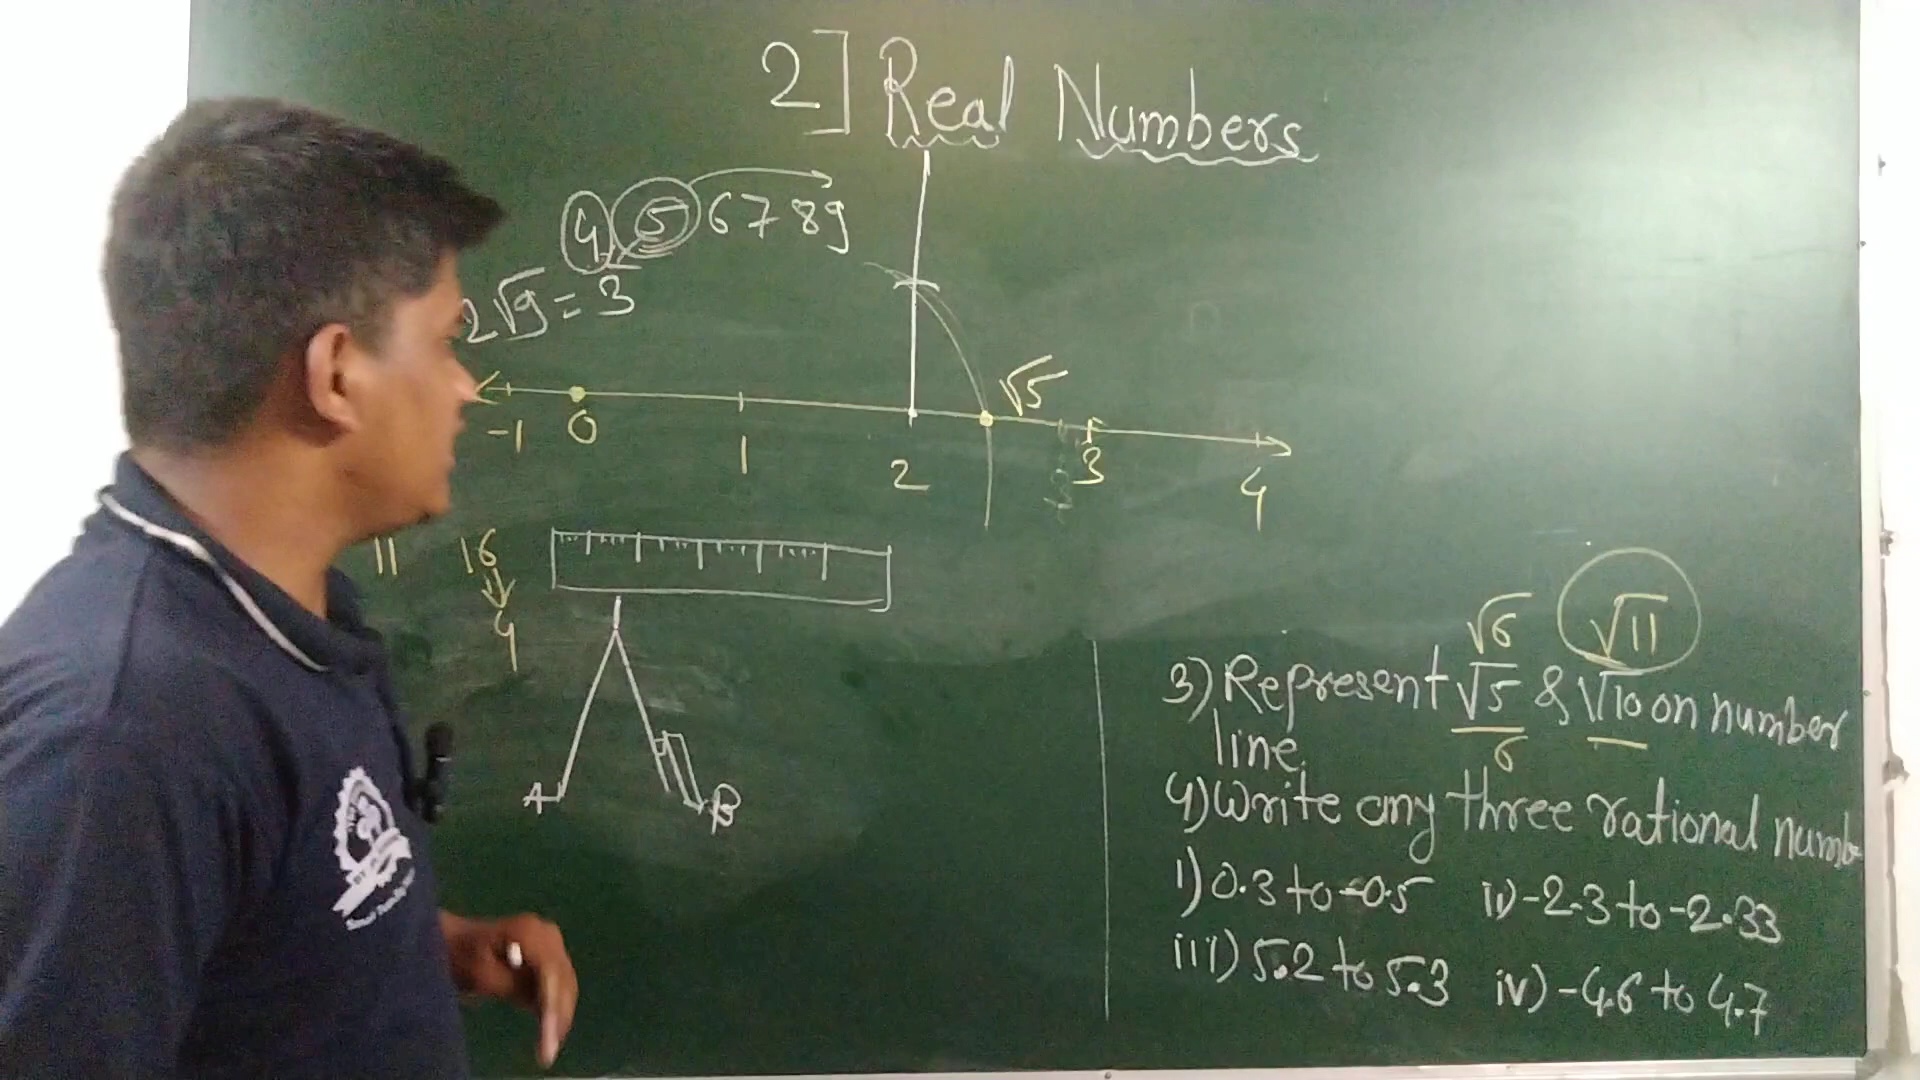 2] Real Numbers
4 5 6 7 8 9
2√9 = 3
√5
-1 0 1 2 3 4
11 16
4
A B
√6 √11
3) Represent √5 & √10 on number
6
line.
4) Write any three rational numbe
i) 0.3 to -0.5 ii) -2.3 to -2.33
iii) 5.2 to 5.3 iv) -4.6 to 4.7